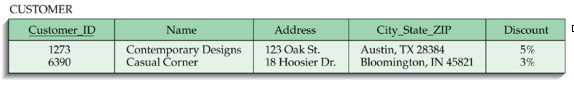 CUSTOMER
Customer_ID Name Address City_State_ZIP Discount
1273 Contemporary Designs 123 Oak St. Austin, TX 28384 5%
6390 Casual Corner 18 Hoosier Dr. Bloomington, IN 45821 3%